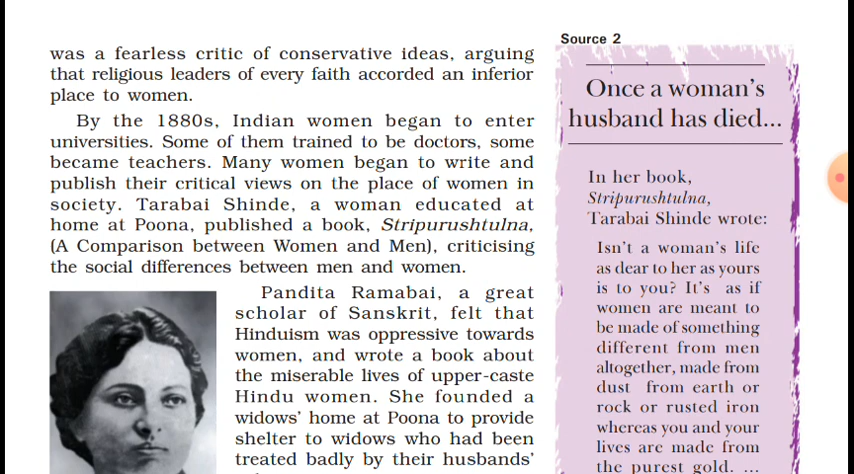 was a fearless critic of conservative ideas, arguing
that religious leaders of every faith accorded an inferior
place to women.
By the 1880s, Indian women began to enter
universities. Some of them trained to be doctors, some
became teachers. Many women began to write and
publish their critical views on the place of women in
society. Tarabai Shinde, a woman educated at
home at Poona, published a book, Stripurushtulna,
(A Comparison between Women and Men), criticising
the social differences between men and women.
Pandita Ramabai, a great
scholar of Sanskrit, felt that
Hinduism was oppressive towards
women, and wrote a book about
the miserable lives of upper-caste
Hindu women. She founded a
widows' home at Poona to provide
shelter to widows who had been
treated badly by their husbands'
Source 2
Once a woman's
husband has died...
In her book,
Stripurushtulna,
Tarabai Shinde wrote:
Isn't a woman's life
as dear to her as yours
is to you? It's as if
women are meant to
be made of something
different from men
altogether, made from
dust from earth or
rock or rusted iron
whereas you and your
lives are made from
the purest gold. ...